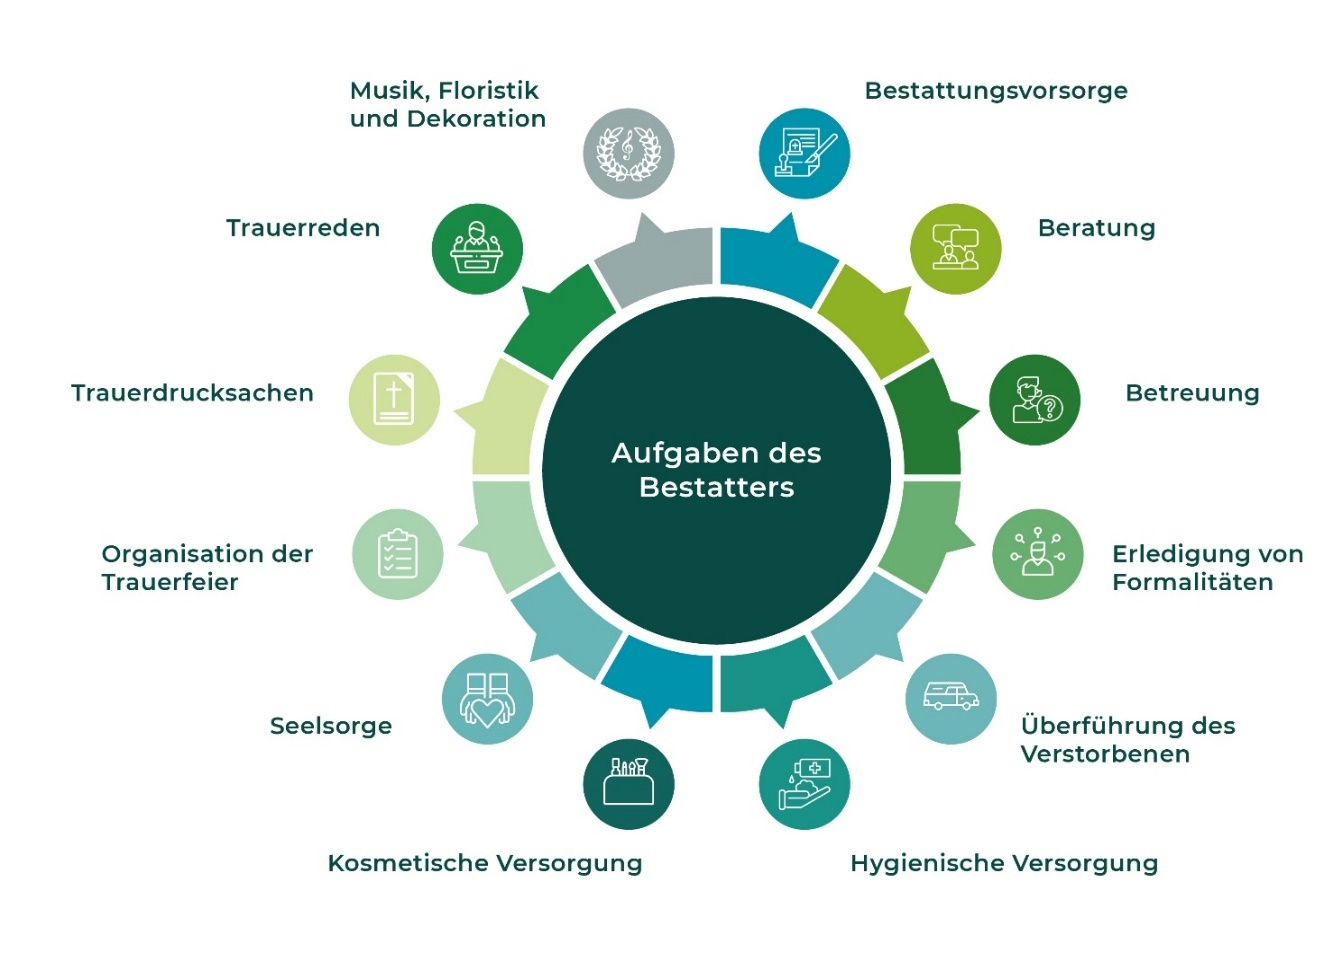 Musik, Floristik
und Dekoration
Bestattungsvorsorge
Trauerreden
Beratung
Trauerdrucksachen
Betreuung
Aufgaben des
Bestatters
Organisation der
Trauerfeier
Erledigung von
Formalitäten
Seelsorge
Überführung des
Verstorbenen
Kosmetische Versorgung
Hygienische Versorgung